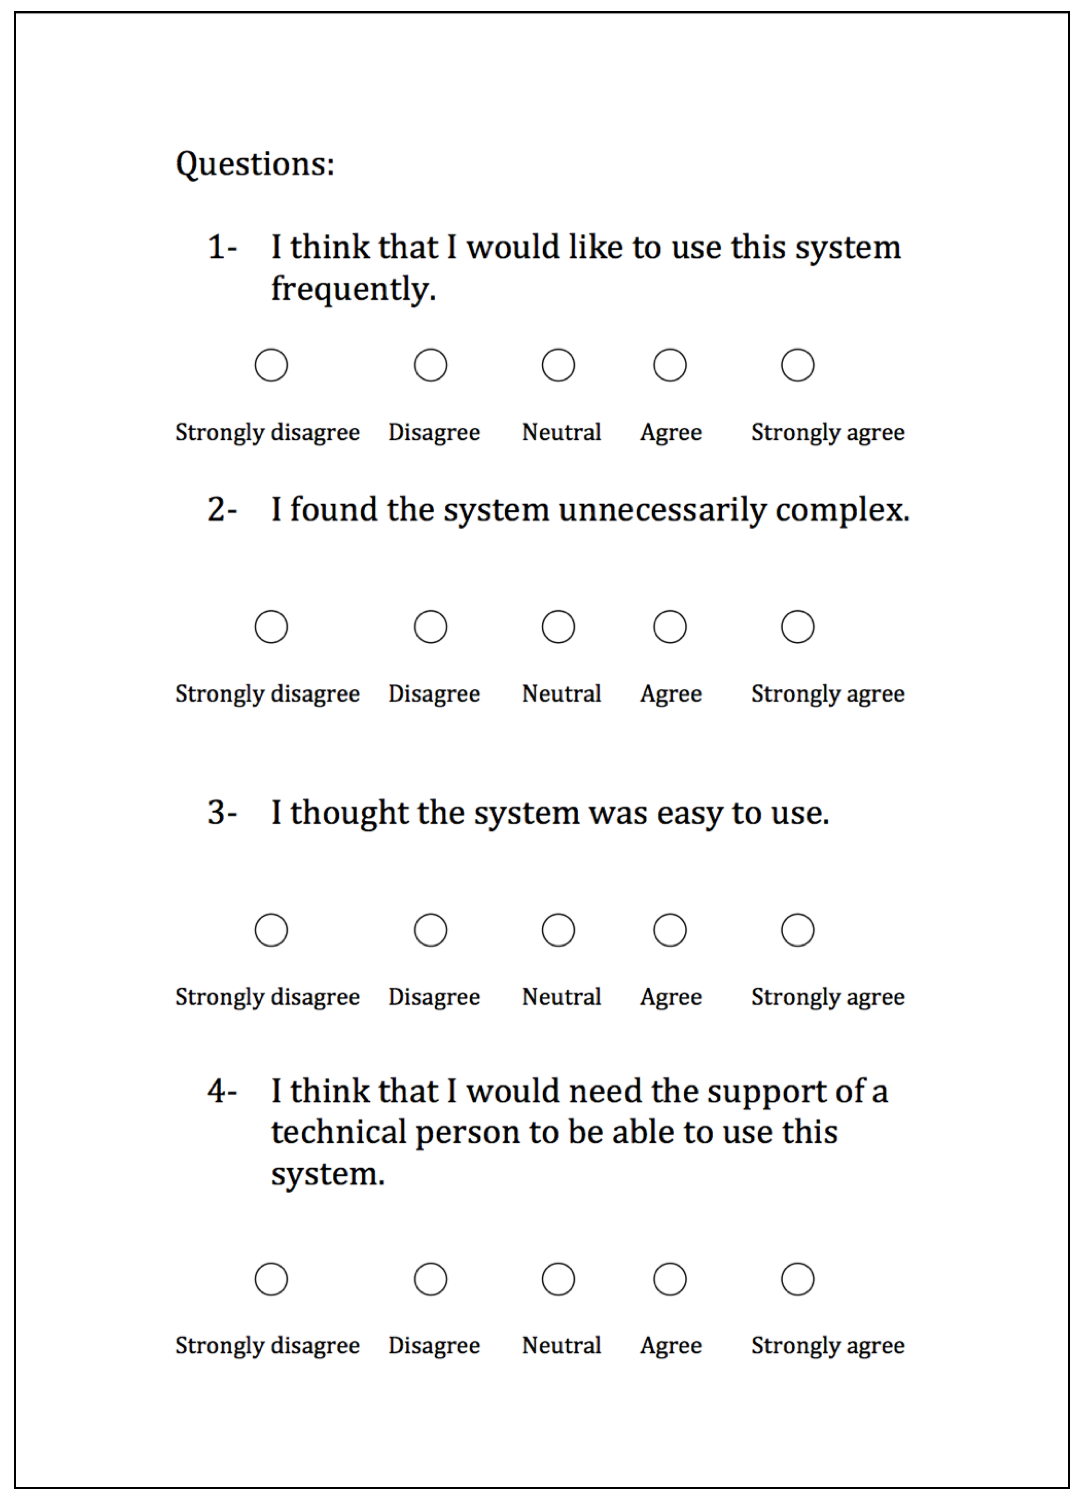 Questions:
1- I think that I would like to use this system
frequently.
Strongly disagree Disagree Neutral Agree Strongly agree
2- I found the system unnecessarily complex.
Strongly disagree Disagree Neutral Agree Strongly agree
3- I thought the system was easy to use.
Strongly disagree Disagree Neutral Agree Strongly agree
4- I think that I would need the support of a
technical person to be able to use this
system.
Strongly disagree Disagree Neutral Agree Strongly agree